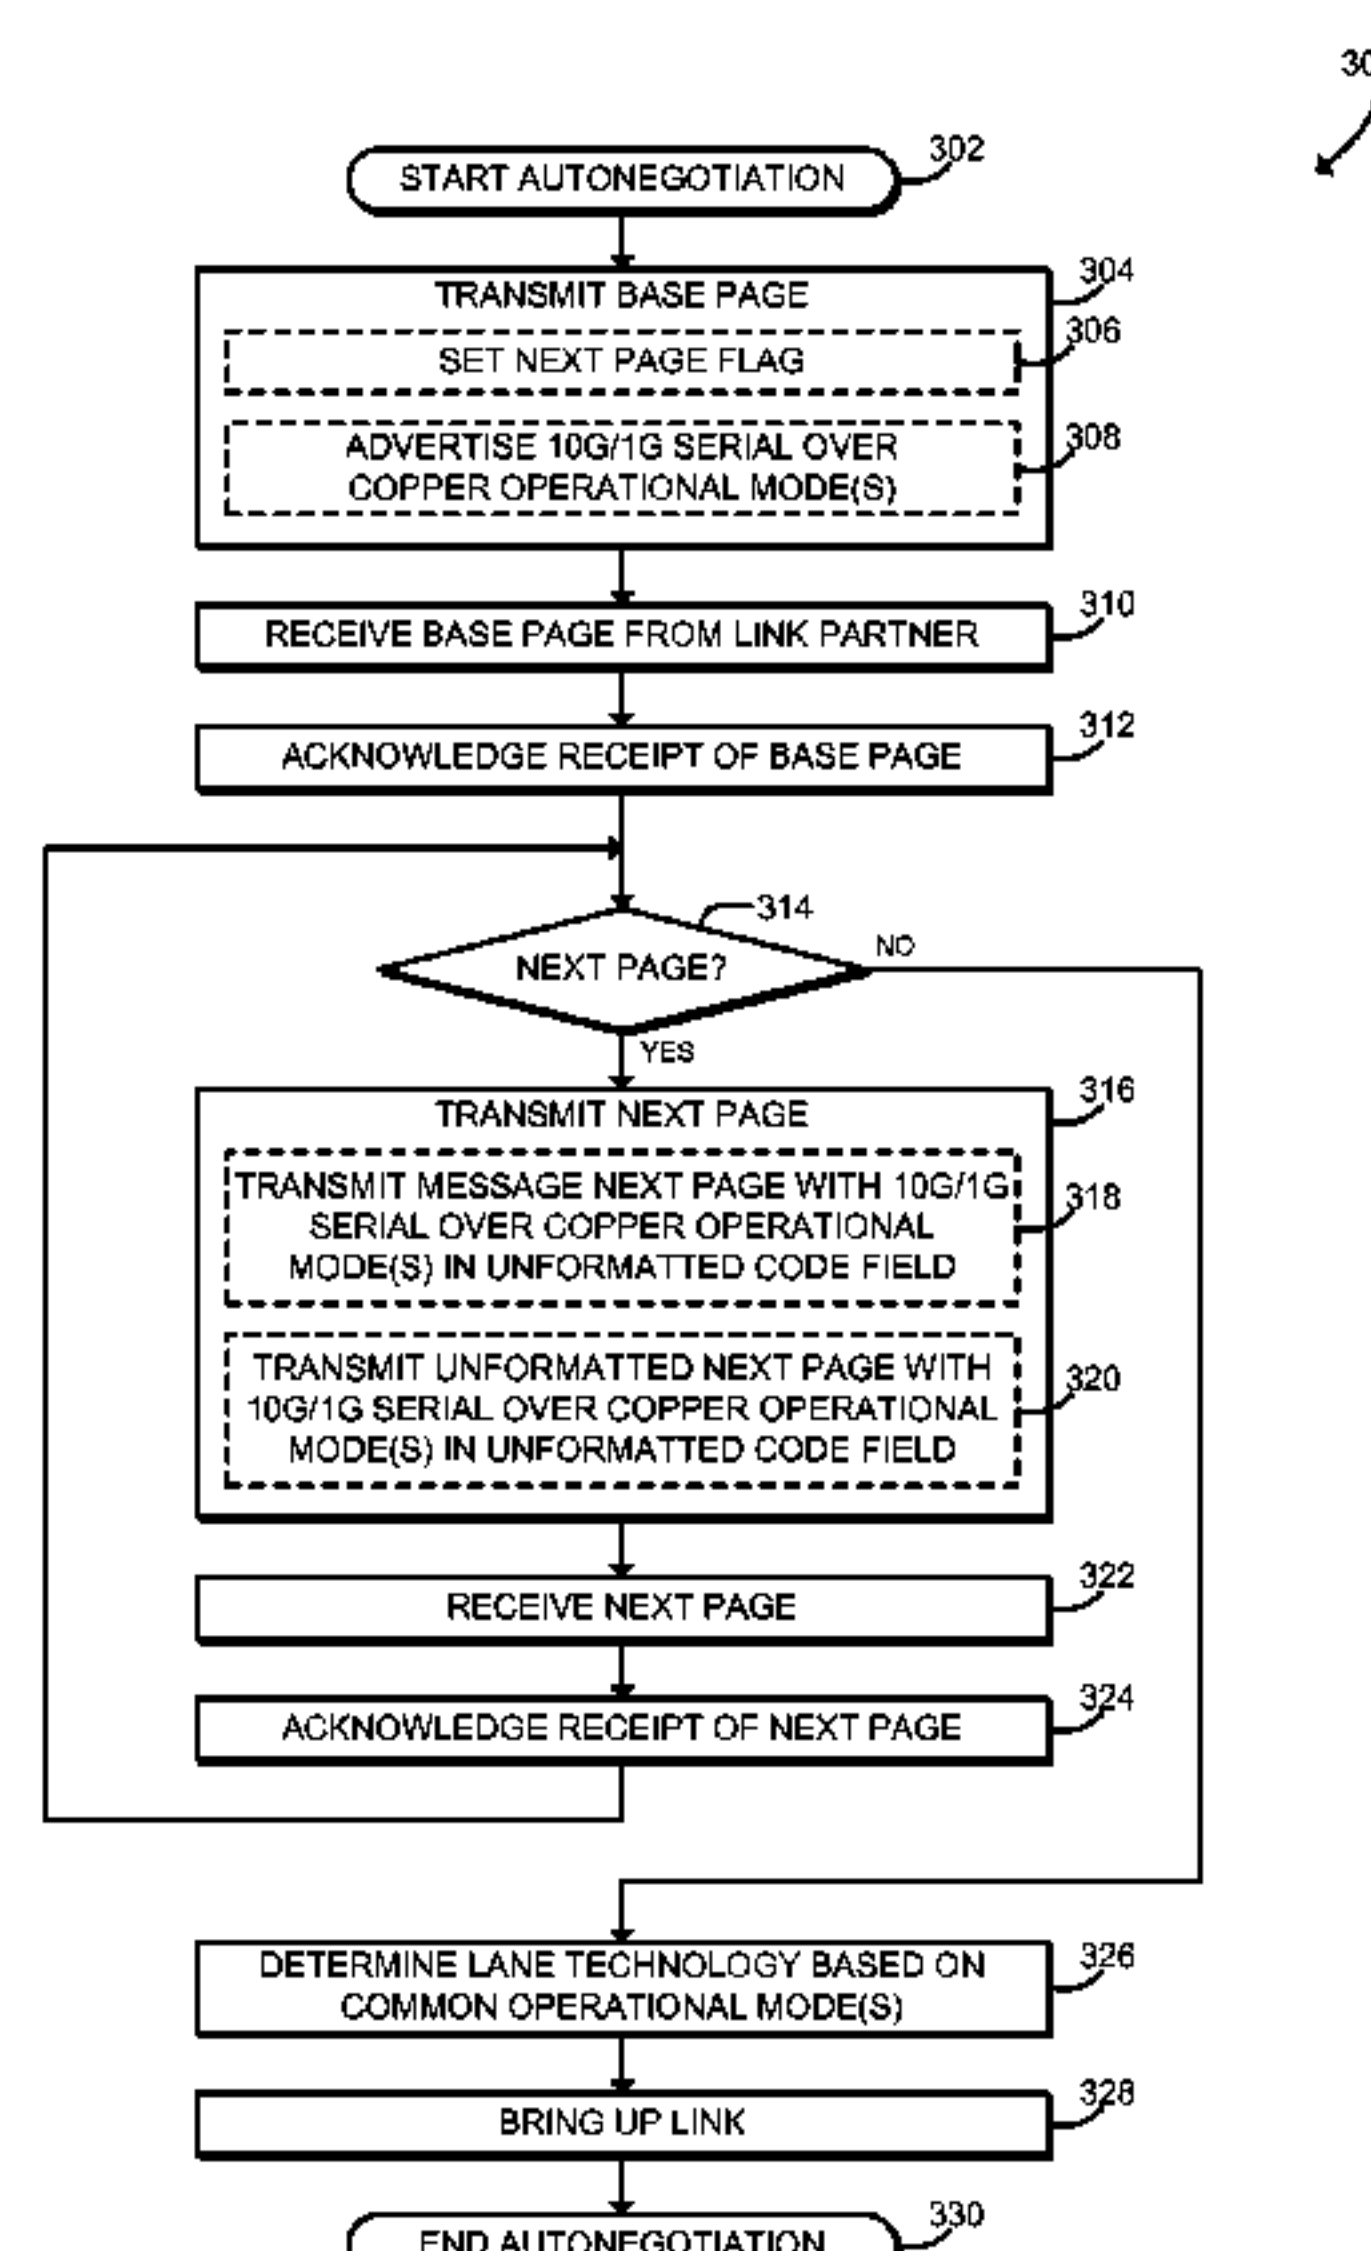 30
302
START AUTONEGOTIATION
304
TRANSMIT BASE PAGE
306
SET NEXT PAGE FLAG
308
ADVERTISE 10G/1G SERIAL OVER
COPPER OPERATIONAL MODE(S)
310
RECEIVE BASE PAGE FROM LINK PARTNER
312
ACKNOWLEDGE RECEIPT OF BASE PAGE
314
NEXT PAGE?
NO
YES
316
TRANSMIT NEXT PAGE
318
TRANSMIT MESSAGE NEXT PAGE WITH 10G/1G
SERIAL OVER COPPER OPERATIONAL
MODE(S) IN UNFORMATTED CODE FIELD
320
TRANSMIT UNFORMATTED NEXT PAGE WITH
10G/1G SERIAL OVER COPPER OPERATIONAL
MODE(S) IN UNFORMATTED CODE FIELD
322
RECEIVE NEXT PAGE
324
ACKNOWLEDGE RECEIPT OF NEXT PAGE
326
DETERMINE LANE TECHNOLOGY BASED ON
COMMON OPERATIONAL MODE(S)
328
BRING UP LINK
330
END AUTONEGOTIATION